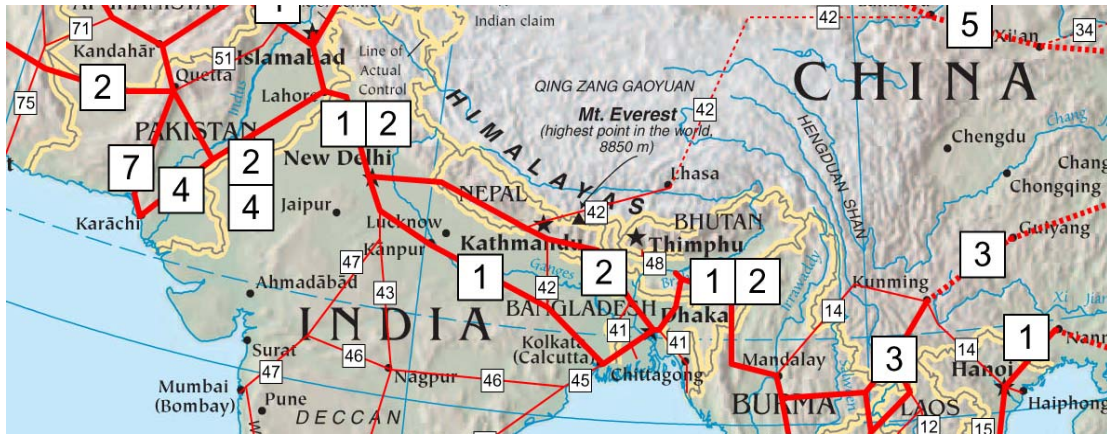 Indian claim
42
5
71
Kandahār
51
Islamabad
Line of
Actual
Control
Xi'an
34
2
Quetta
Indus
Lahore
75
PAKISTAN
HIMALAYAS
QING ZANG GAOYUAN
42
Mt. Everest
(highest point in the world,
8850 m)
CHINA
Chengdu
Chang
Chongqing
HENGDUAN SHAN
1 2
New Delhi
7
4
2
4
Karāchi
Jaipur
Lucknow
NEPAL
Lhasa
42
BHUTAN
Kathmandu
Thimphu
Kānpur
47
43
1
Ganges
42
2
48
1 2
Irrawaddy
Kunming
3
Guiyang
Xi Jiang
Ahmadābād
INDIA
BANGLADESH
Dhaka
41
41
14
Surat
46
Kolkata
(Calcutta)
Chittagong
Mandalay
3
14
1
Hanoi
47
Nagpur
46
45
Mumbai
(Bombay)
Pune
DECCAN
BURMA
LAOS
Haiphong
12
15